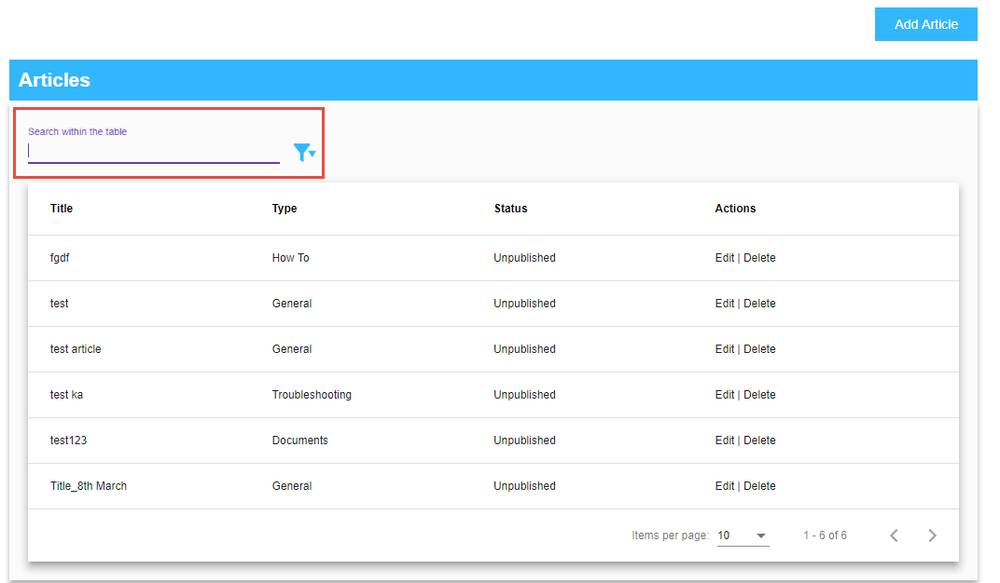 Add Article
Articles
Search within the table
Title Type Status Actions
fgdf How To Unpublished Edit | Delete
test General Unpublished Edit | Delete
test article General Unpublished Edit | Delete
test ka Troubleshooting Unpublished Edit | Delete
test123 Documents Unpublished Edit | Delete
Title_8th March General Unpublished Edit | Delete
Items per page: 10 1 - 6 of 6